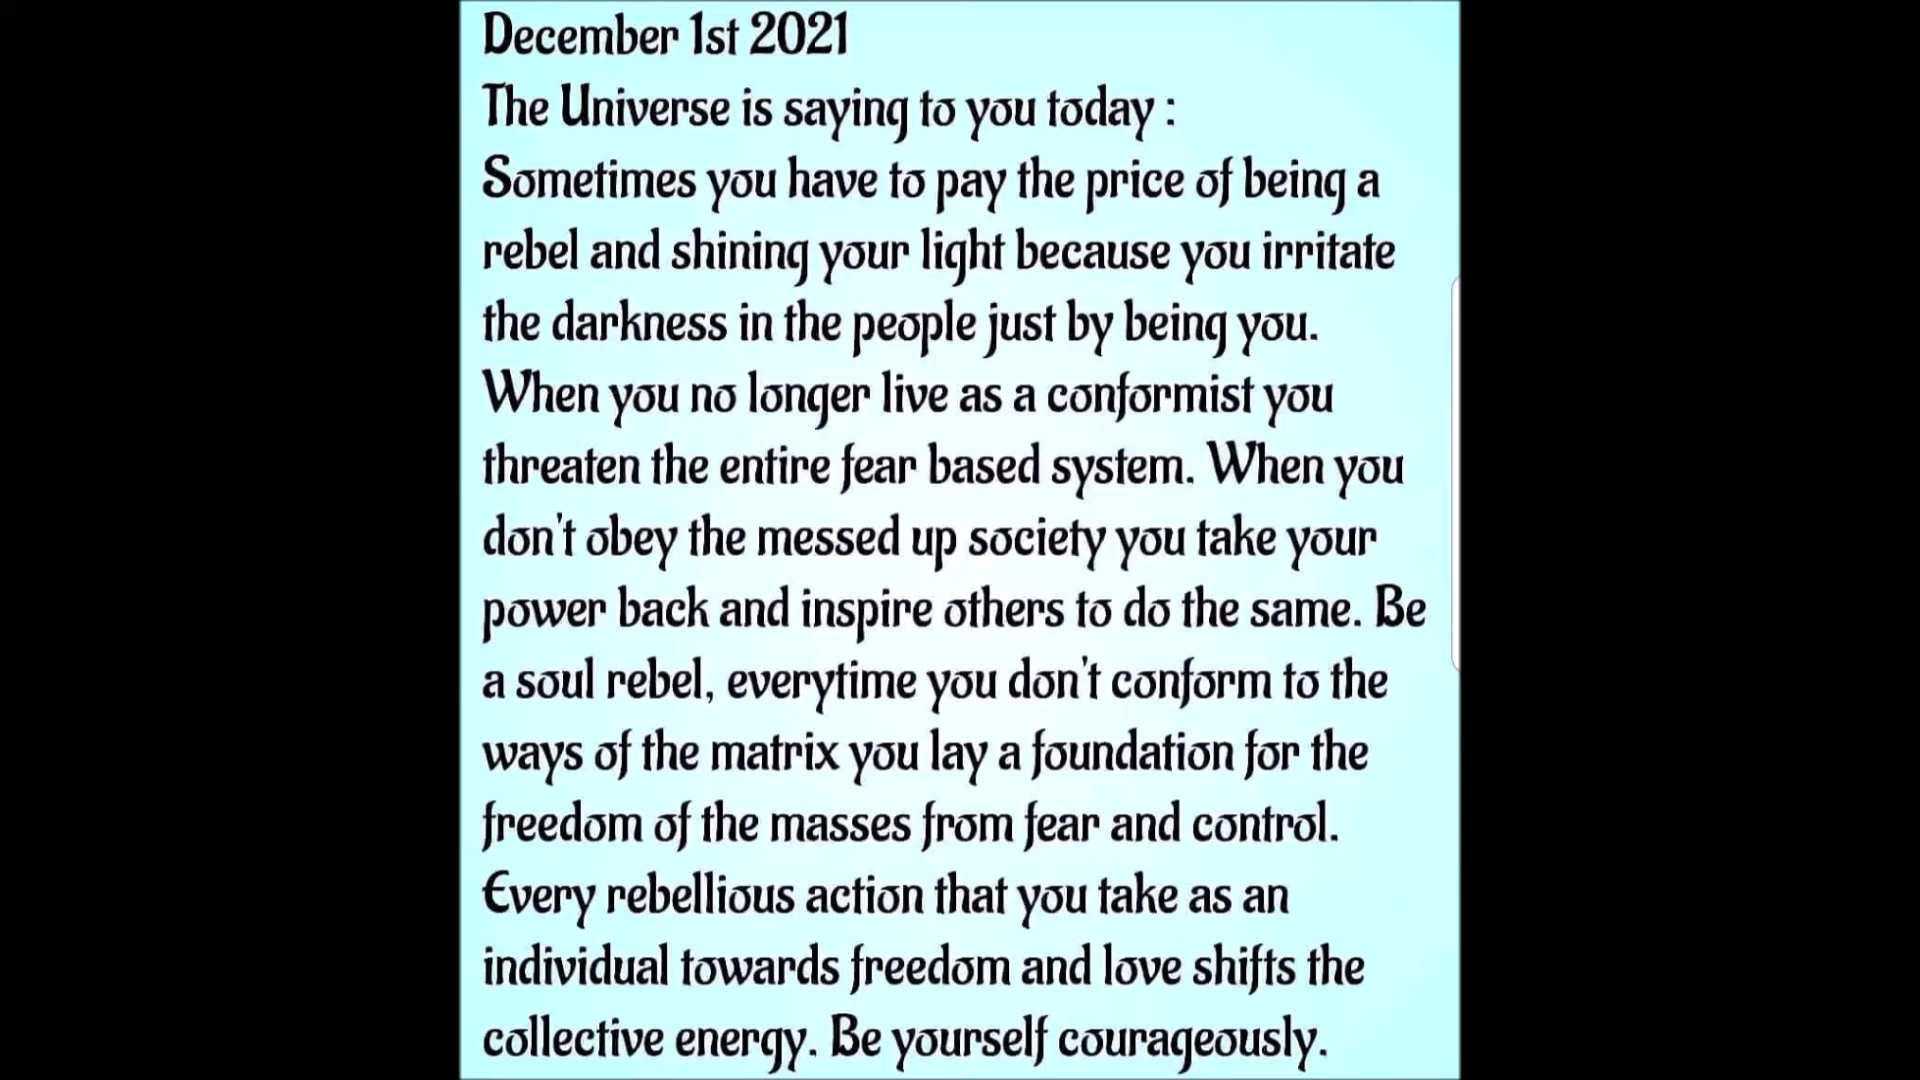 December 1st 2021
The Universe is saying to you today :
Sometimes you have to pay the price of being a
rebel and shining your light because you irritate
the darkness in the people just by being you.
When you no longer live as a conformist you
threaten the entire fear based system. When you
don't obey the messed up society you take your
power back and inspire others to do the same. Be
a soul rebel, everytime you don't conform to the
ways of the matrix you lay a foundation for the
freedom of the masses from fear and control.
Every rebellious action that you take as an
individual towards freedom and love shifts the
collective energy. Be yourself courageously.